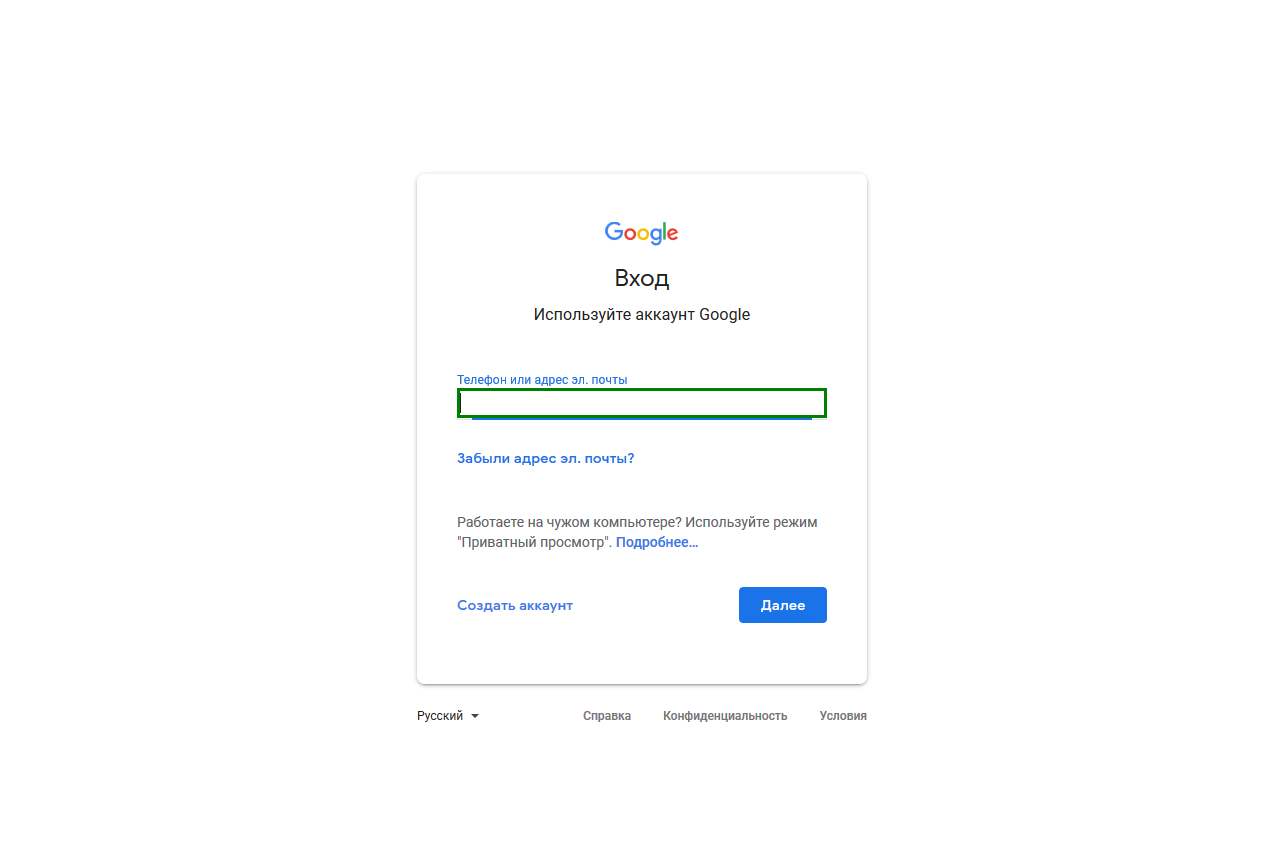 Google
Вход
Используйте аккаунт Google
Телефон или адрес эл. почты
Забыли адрес эл. почты?
Работаете на чужом компьютере? Используйте режим
"Приватный просмотр". Подробнее…
Создать аккаунт
Далее
Русский
Справка
Конфиденциальность
Условия